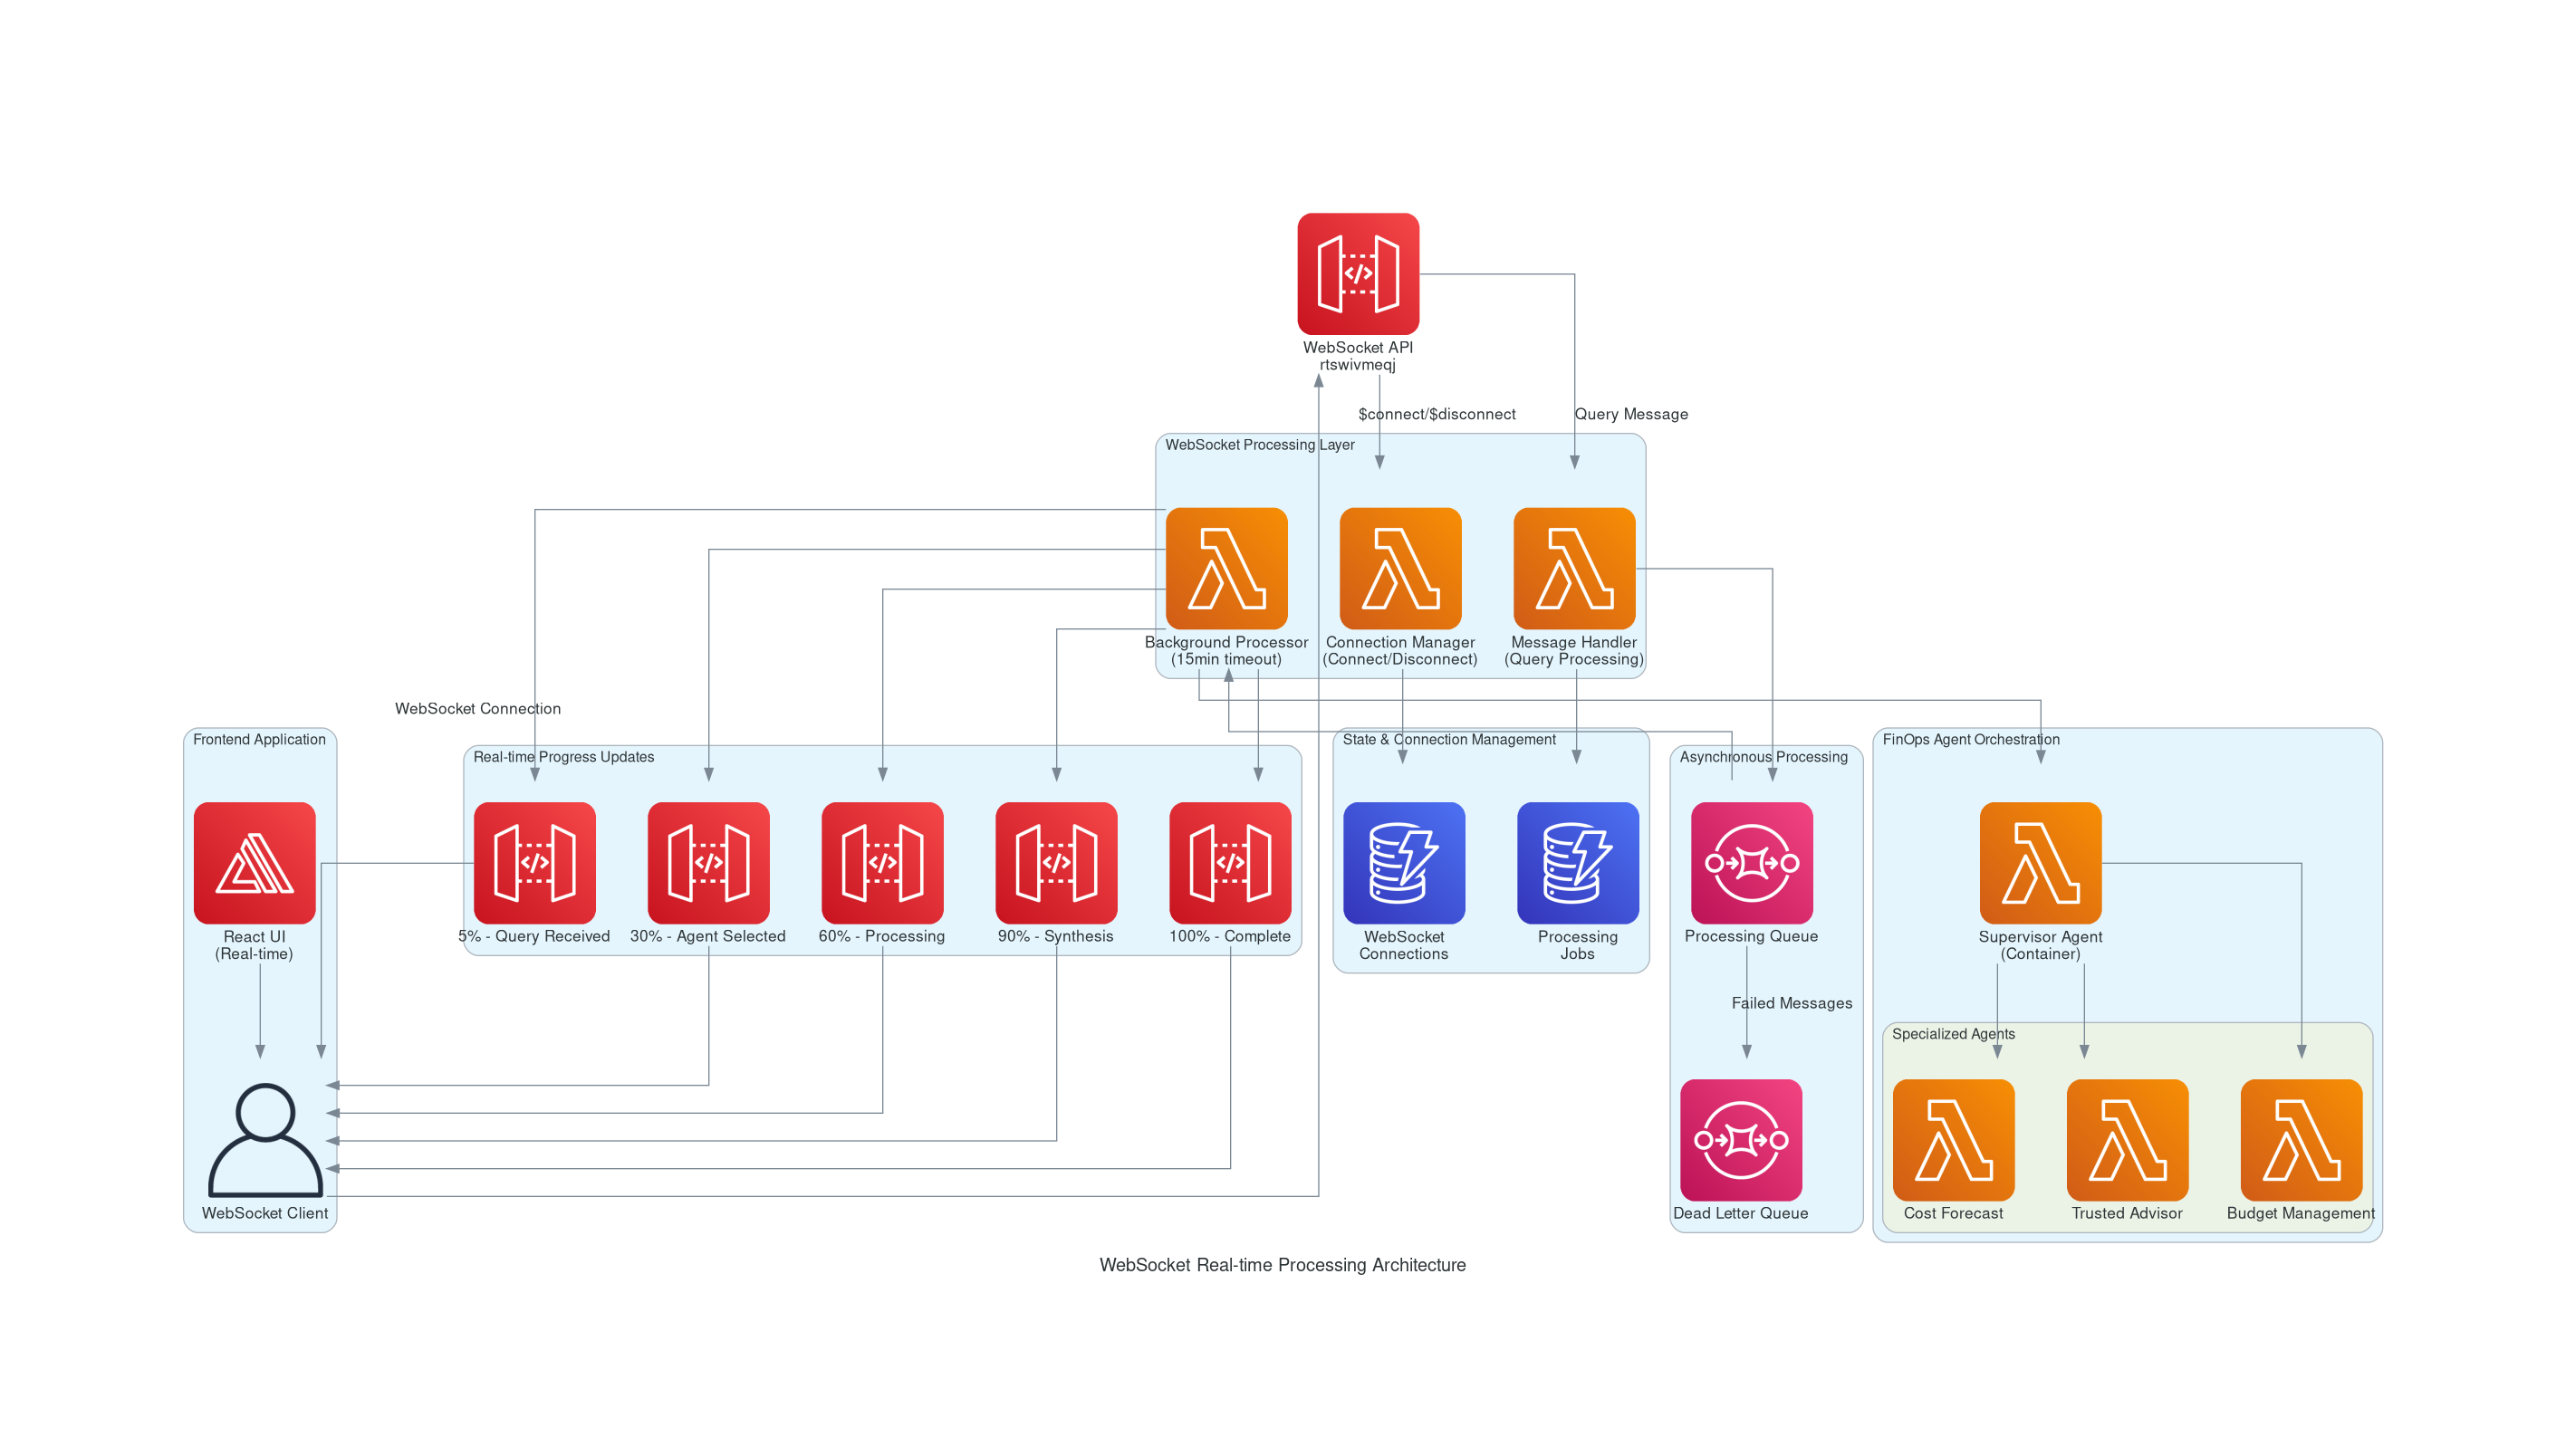 WebSocket API
rtswivmeqj
$connect/$disconnect
Query Message
WebSocket Processing Layer
Background Processor
(15min timeout)
Connection Manager
(Connect/Disconnect)
Message Handler
(Query Processing)
WebSocket Connection
Frontend Application
React UI
(Real-time)
WebSocket Client
Real-time Progress Updates
5% - Query Received
30% - Agent Selected
60% - Processing
90% - Synthesis
100% - Complete
State & Connection Management
WebSocket
Connections
Processing
Jobs
Asynchronous Processing
Processing Queue
Failed Messages
Dead Letter Queue
FinOps Agent Orchestration
Supervisor Agent
(Container)
Specialized Agents
Cost Forecast
Trusted Advisor
Budget Management
WebSocket Real-time Processing Architecture